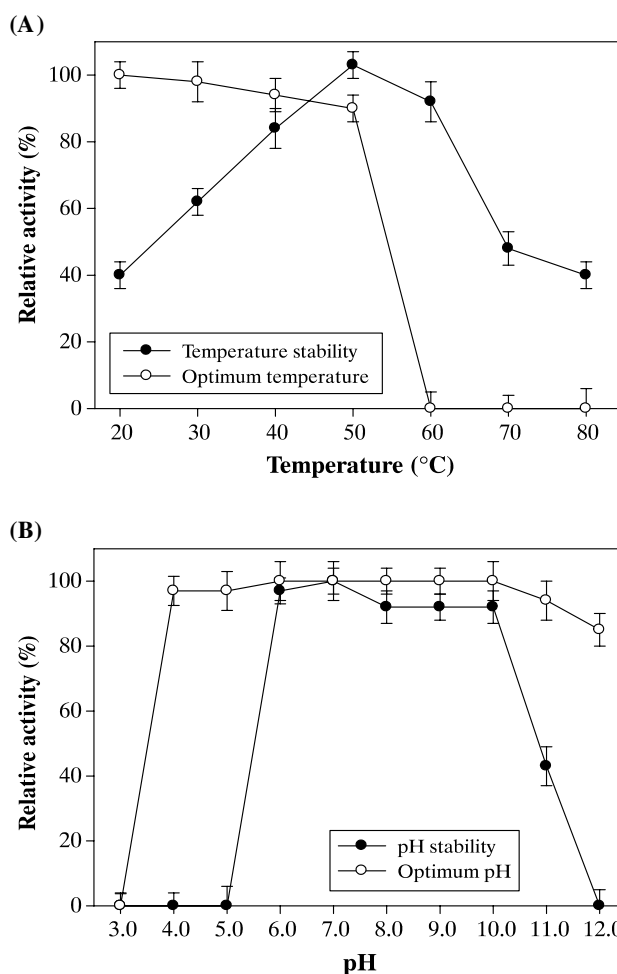 (A)
100
80
60
40
20
0
Relative activity (%)
Temperature stability
Optimum temperature
20 30 40 50 60 70 80
Temperature (°C)
(B)
100
80
60
40
20
0
Relative activity (%)
pH stability
Optimum pH
3.0 4.0 5.0 6.0 7.0 8.0 9.0 10.0 11.0 12.0
pH